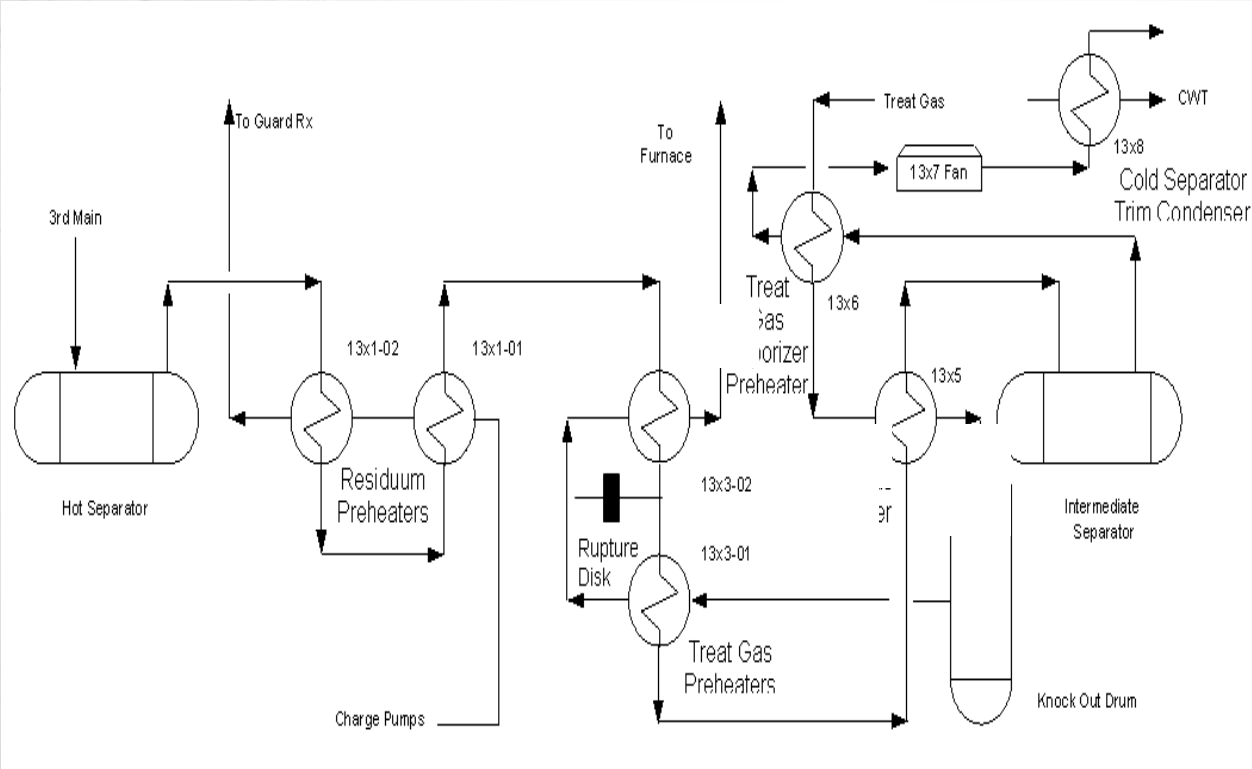 Treat Gas
CWT
To Guard Rx
To
Furnace
13x8
13x7 Fan
Cold Separator
Trim Condenser
3rd Main
Treat
Preheater
13x6
13x1-02
13x1-01
13x5
Residuum
Preheaters
13x3-02
Hot Separator
Intermediate
Separator
Rupture
Disk
13x3-01
Treat Gas
Preheaters
Knock Out Drum
Charge Pumps